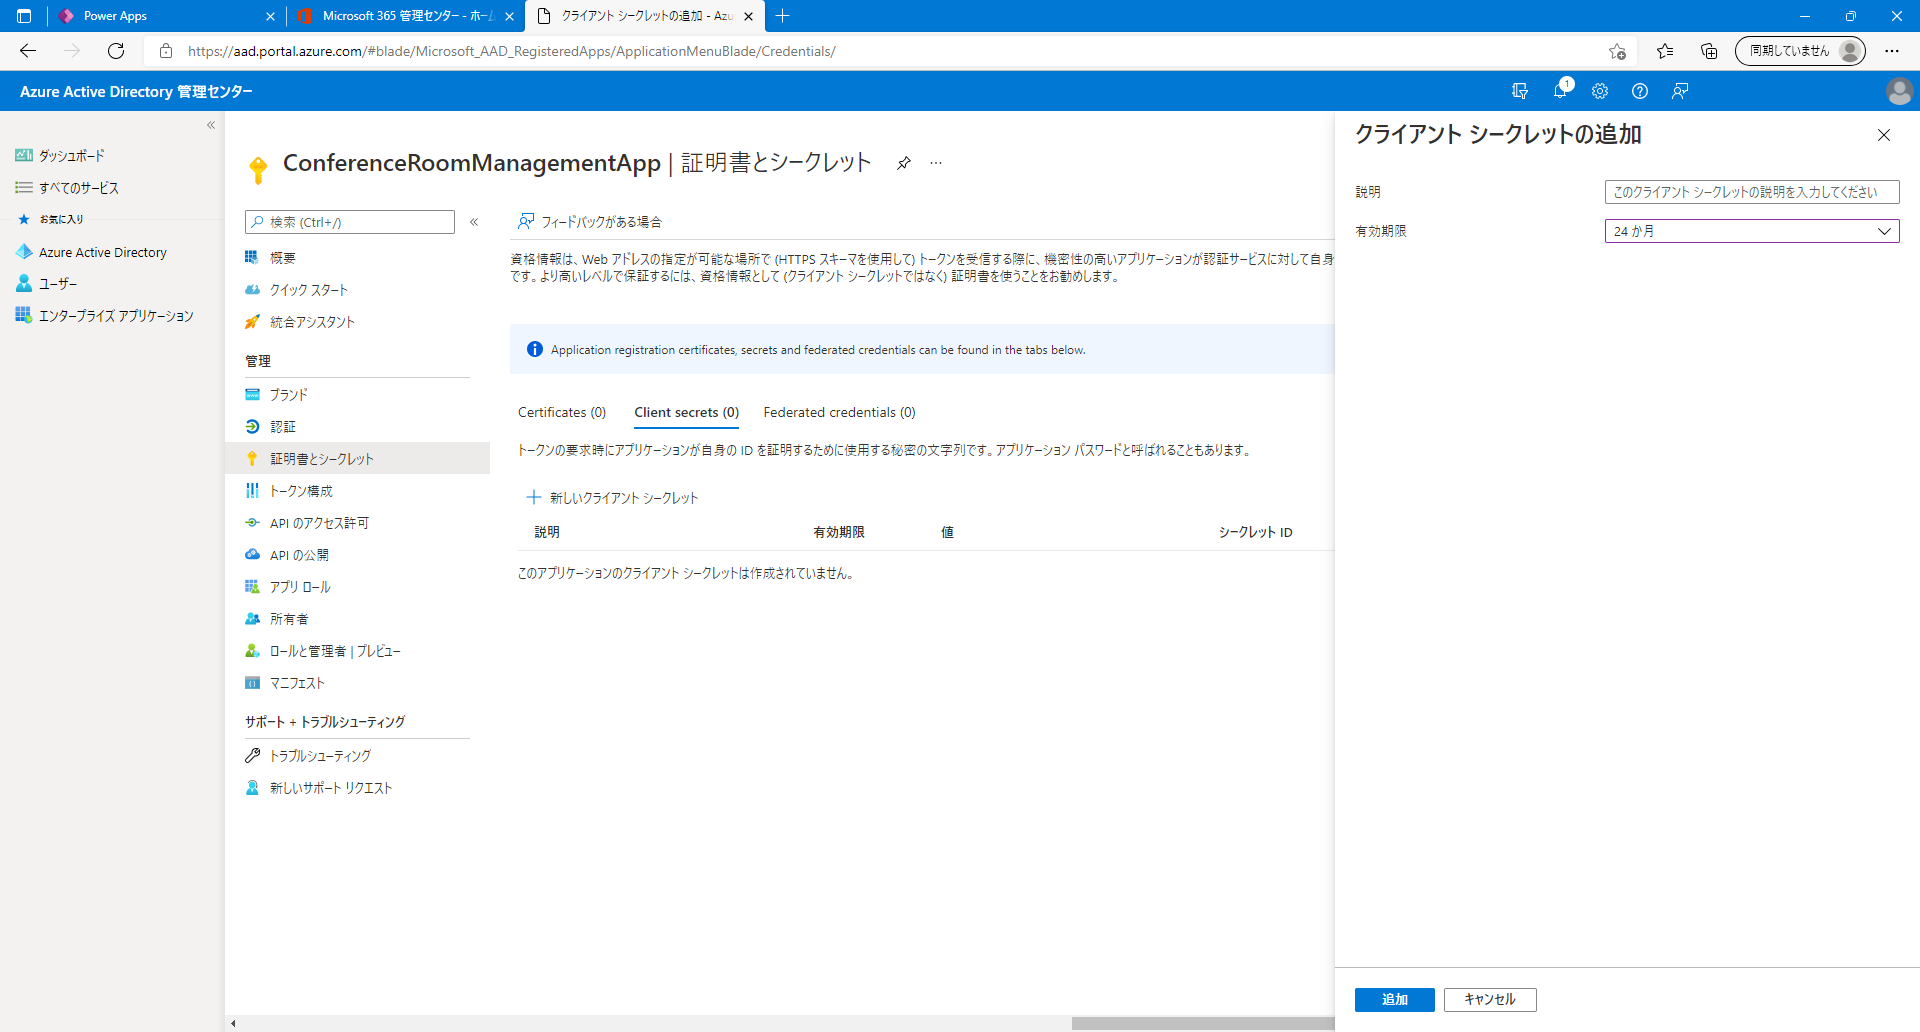 Power Apps
Microsoft 365 管理センター - ホーム
クライアント シークレットの追加 - Azu
https://aad.portal.azure.com/#blade/Microsoft_AAD_RegisteredApps/ApplicationMenuBlade/Credentials/
同期していません
Azure Active Directory 管理センター
1
ダッシュボード
すべてのサービス
お気に入り
Azure Active Directory
ユーザー
エンタープライズ アプリケーション
ConferenceRoomManagementApp | 証明書とシークレット
検索 (Ctrl+/)
概要
クイック スタート
統合アシスタント
管理
ブランド
認証
証明書とシークレット
トークン構成
API のアクセス許可
API の公開
アプリ ロール
所有者
ロールと管理者 | プレビュー
マニフェスト
サポート + トラブルシューティング
トラブルシューティング
新しいサポート リクエスト
フィードバックがある場合
資格情報は、Web アドレスの指定が可能な場所で (HTTPS スキーマを使用して) トークンを受信する際に、機密性の高いアプリケーションが認証サービスに対して自身
です。より高いレベルで保証するには、資格情報として (クライアント シークレットではなく) 証明書を使うことをお勧めします。
Application registration certificates, secrets and federated credentials can be found in the tabs below.
Certificates (0)
Client secrets (0)
Federated credentials (0)
トークンの要求時にアプリケーションが自身の ID を証明するために使用する秘密の文字列です。アプリケーション パスワードと呼ばれることもあります。
新しいクライアント シークレット
説明
有効期限
値
シークレット ID
このアプリケーションのクライアント シークレットは作成されていません。
クライアント シークレットの追加
説明
このクライアント シークレットの説明を入力してください
有効期限
24 か月
追加
キャンセル